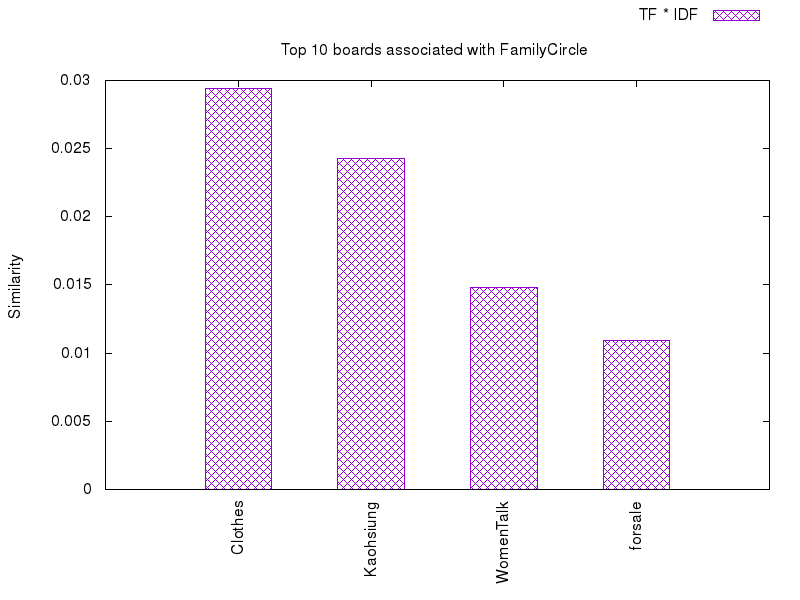 TF * IDF
Top 10 boards associated with FamilyCircle
0.03
0.025
0.02
0.015
0.01
0.005
0
Similarity
Clothes
Kaohsiung
WomenTalk
forsale